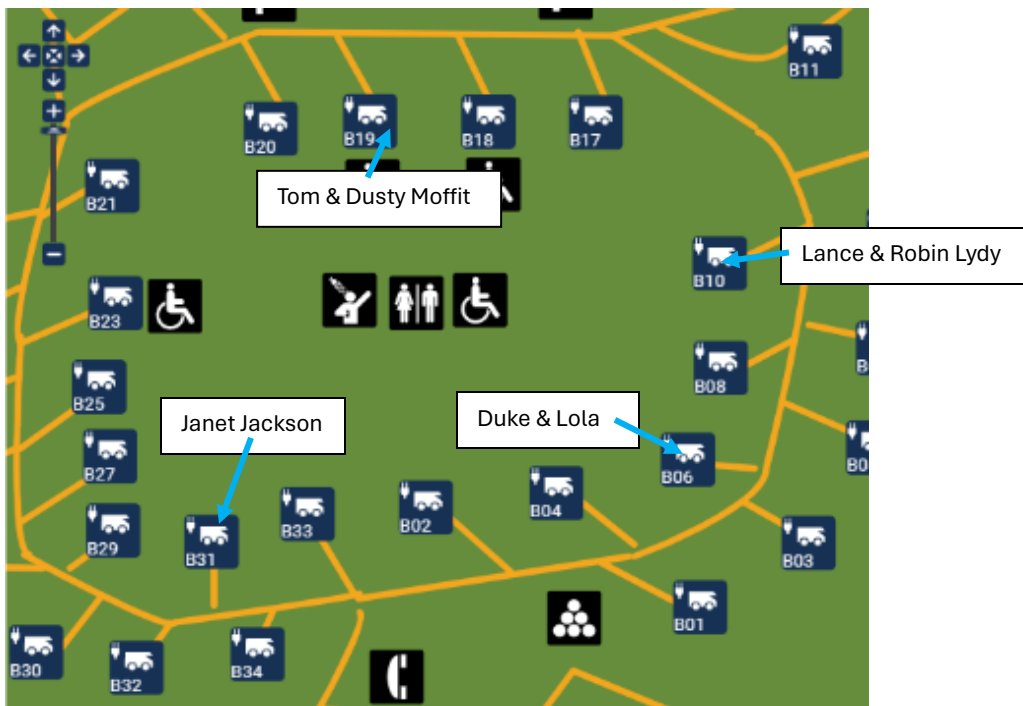 B11
B20
B19
B18
B17
B21
Tom & Dusty Moffit
Lance & Robin Lydy
B10
B23
B08
B25
Janet Jackson
Duke & Lola
B27
B06
B29
B31
B33
B02
B04
B03
B01
B30
B32
B34